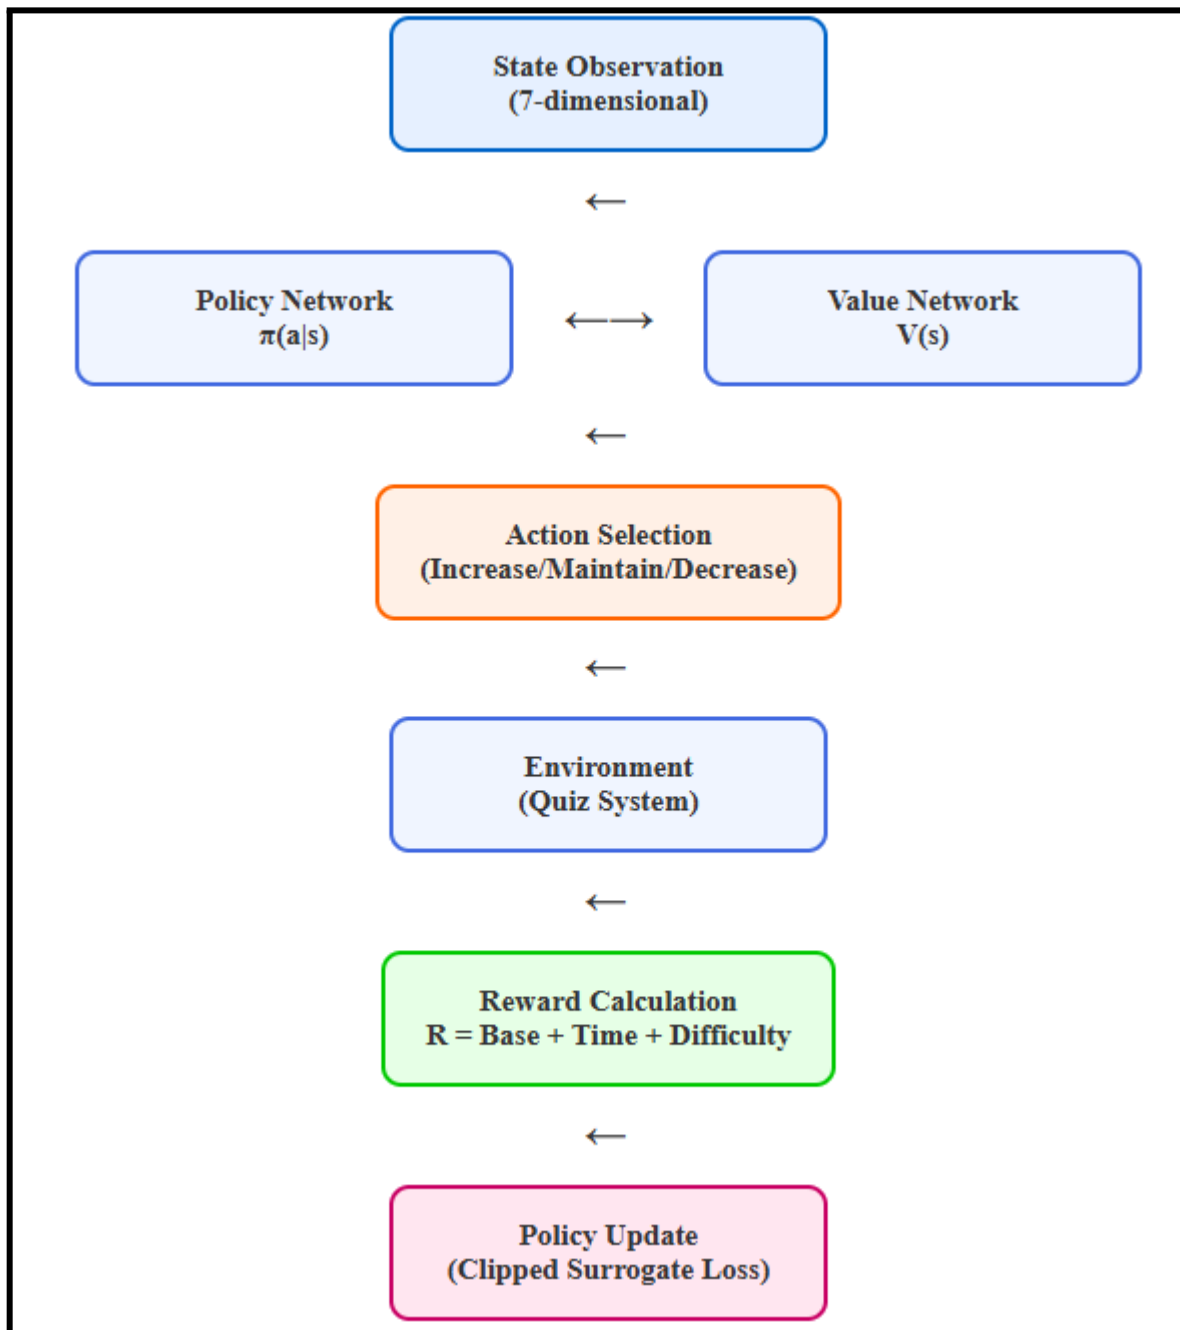 State Observation
(7-dimensional)
←
Policy Network
π(a|s)
←→
Value Network
V(s)
←
Action Selection
(Increase/Maintain/Decrease)
←
Environment
(Quiz System)
←
Reward Calculation
R = Base + Time + Difficulty
←
Policy Update
(Clipped Surrogate Loss)